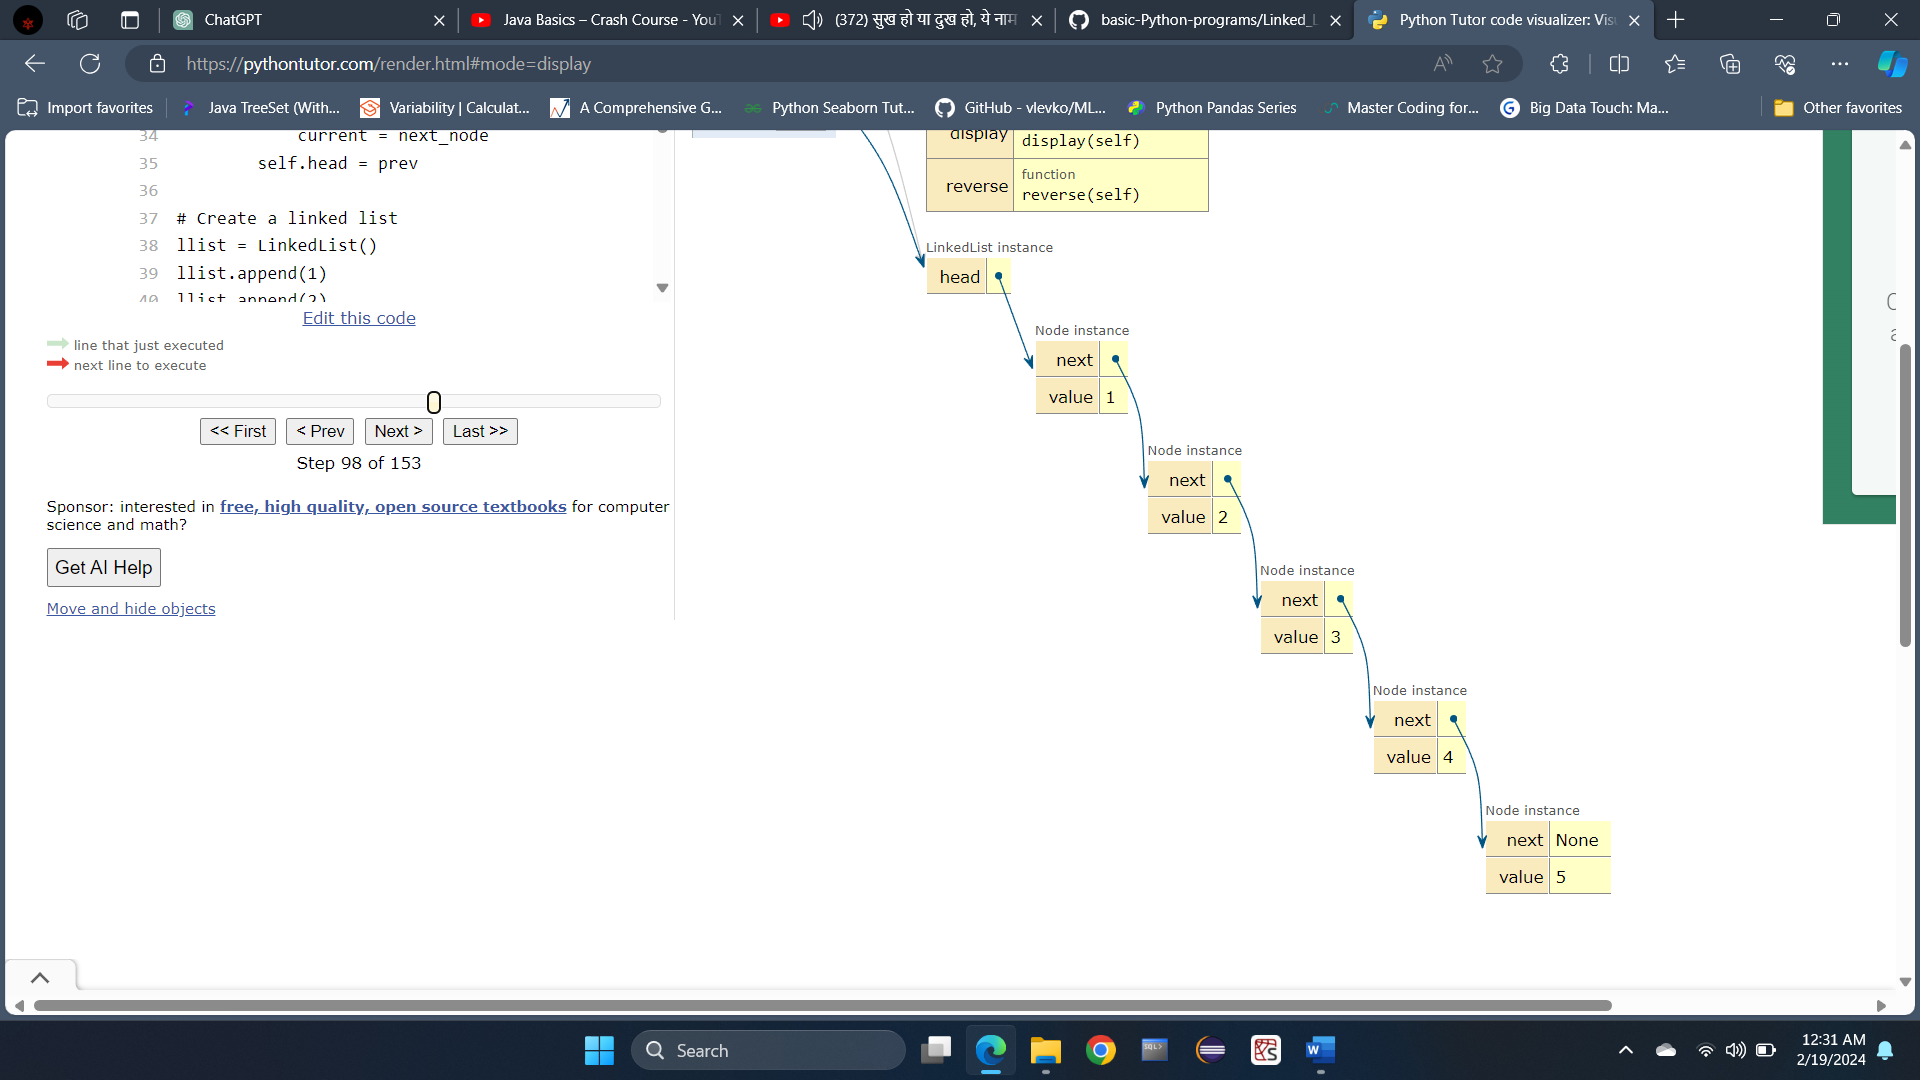 ChatGPT
Java Basics – Crash Course - You
(372) सुख हो या दुख हो, ये नाम
basic-Python-programs/Linked_L
Python Tutor code visualizer: Vis
https://pythontutor.com/render.html#mode=display
Import favorites
Java TreeSet (With...
Variability | Calculat...
A Comprehensive G...
Python Seaborn Tut...
GitHub - vlevko/ML...
Python Pandas Series
Master Coding for...
Big Data Touch: Ma...
Other favorites
34 current = next_node
35 self.head = prev
36
37 # Create a linked list
38 llist = LinkedList()
39 llist.append(1)
40 llist.append(2)
Edit this code
line that just executed
next line to execute
<< First < Prev Next > Last >>
Step 98 of 153
Sponsor: interested in free, high quality, open source textbooks for computer
science and math?
Get AI Help
Move and hide objects
display
display(self)
function
reverse
reverse(self)
LinkedList instance
head
Node instance
next
value 1
Node instance
next
value 2
Node instance
next
value 3
Node instance
next
value 4
Node instance
next None
value 5
Search
12:31 AM
2/19/2024